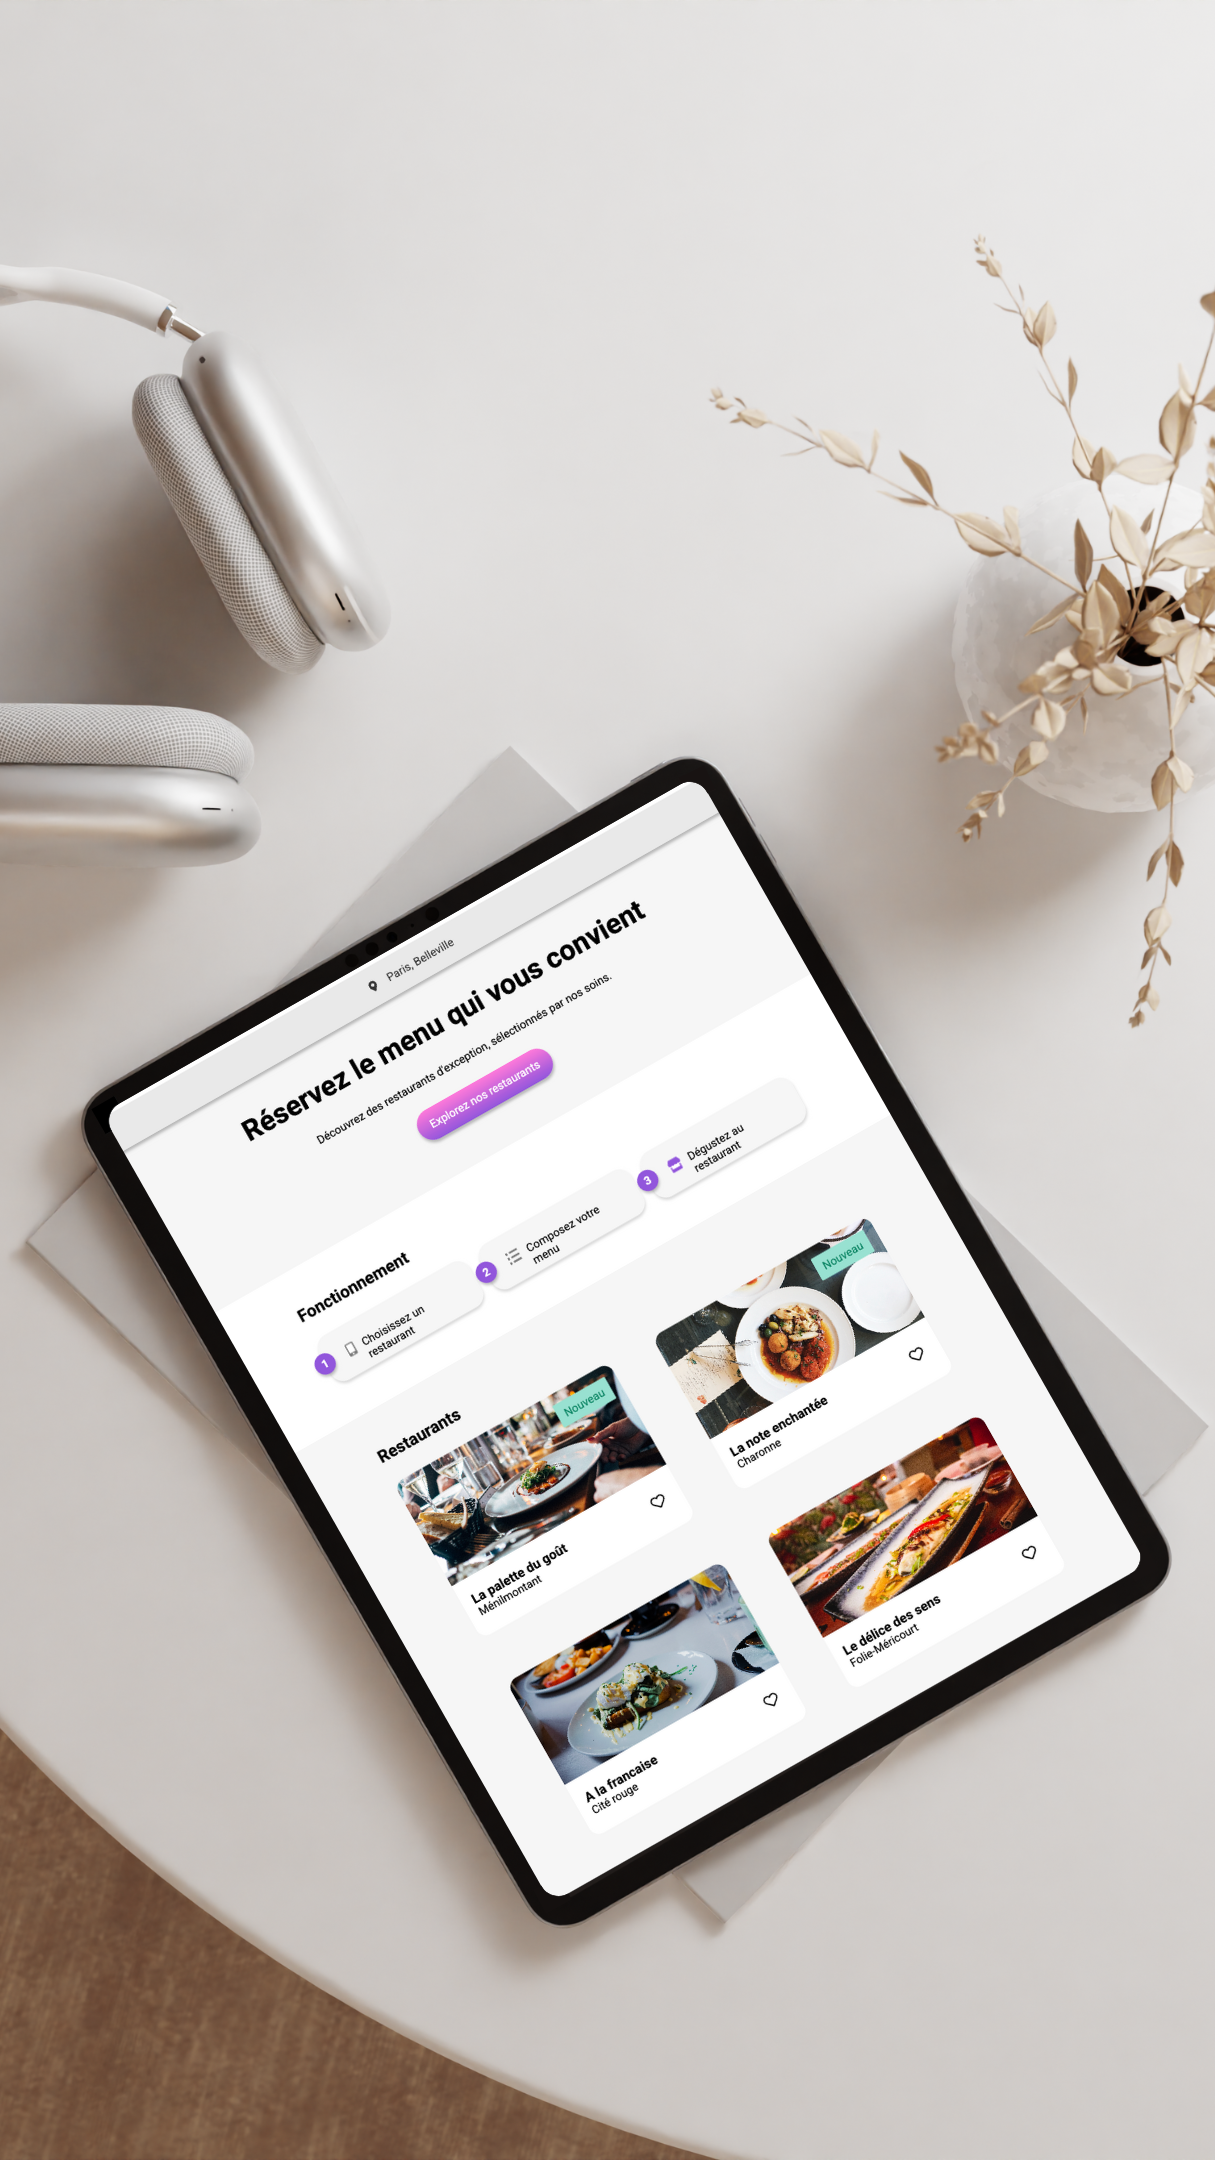 Paris, Belleville
Réservez le menu qui vous convient
Découvrez des restaurants d'exception, sélectionnés par nos soins.
Explorez nos restaurants
Fonctionnement
1
Choisissez un
restaurant
2
Composez votre
menu
3
Dégustez au
restaurant
Restaurants
Nouveau
La palette du goût
Ménilmontant
Nouveau
La note enchantée
Charonne
A la francaise
Cité rouge
Le délice des sens
Folie-Méricourt